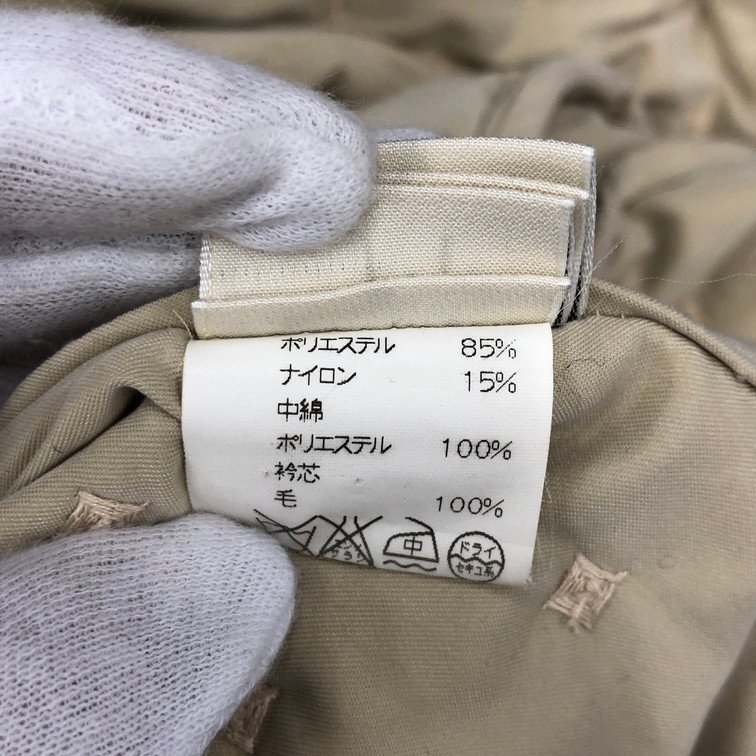 ポリエステル 85%
ナイロン 15%
中綿
ポリエステル 100%
衿芯
毛 100%
中 ドライ
セキユ系